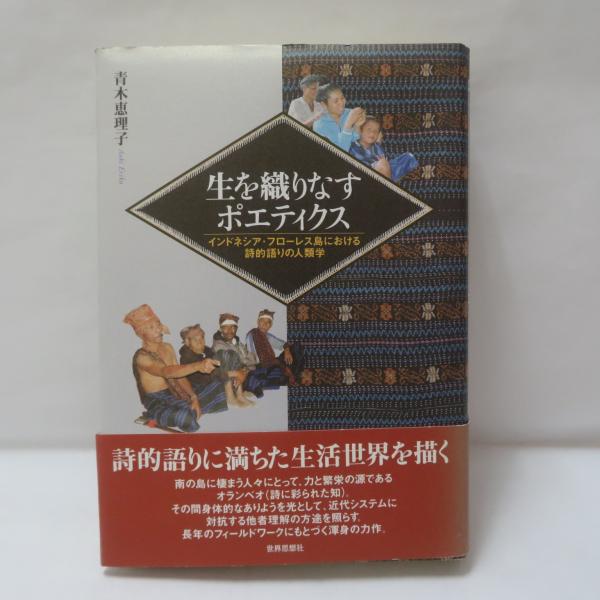 青木恵理子
Aoki Eriko
生を織りなす
ポエティクス
インドネシア・フローレス島における
詩的語りの人類学
詩的語りに満ちた生活世界を描く
南の島に棲まう人々にとって、力と繁栄の源である
オランペオ(詩に彩られた知)。
その間身体的なありようを光として、近代システムに
対抗する他者理解の方途を照らす。
長年のフィールドワークにもとづく渾身の力作。
世界思想社